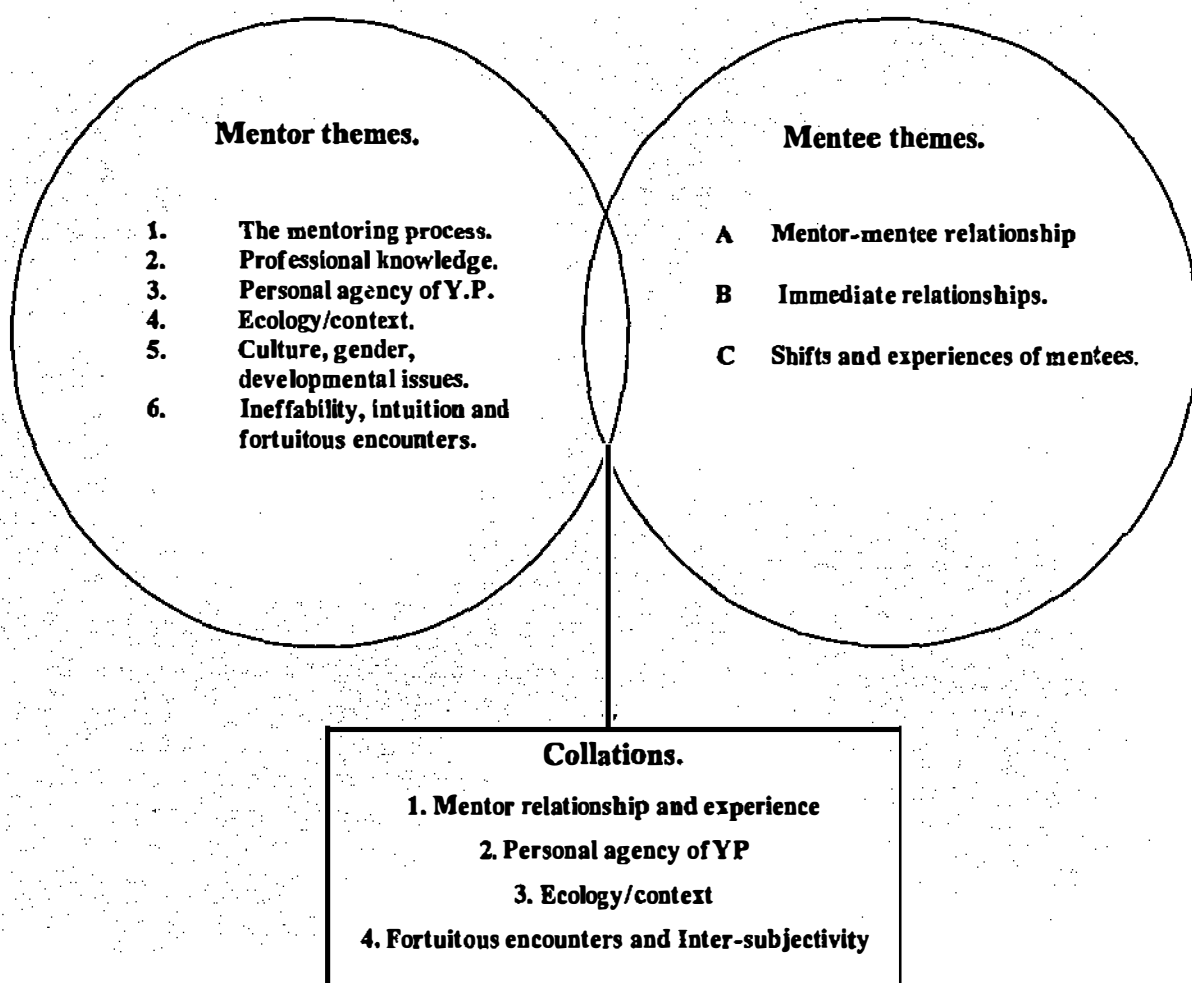 Mentor themes.
1. The mentoring process.
2. Professional knowledge.
3. Personal agency of Y.P.
4. Ecology/context.
5. Culture, gender,
developmental issues.
6. Ineffability, intuition and
fortuitous encounters.
Mentee themes.
A Mentor-mentee relationship
B Immediate relationships.
C Shifts and experiences of mentees.
Collations.
1. Mentor relationship and experience
2. Personal agency of YP
3. Ecology/context
4. Fortuitous encounters and Inter-subjectivity